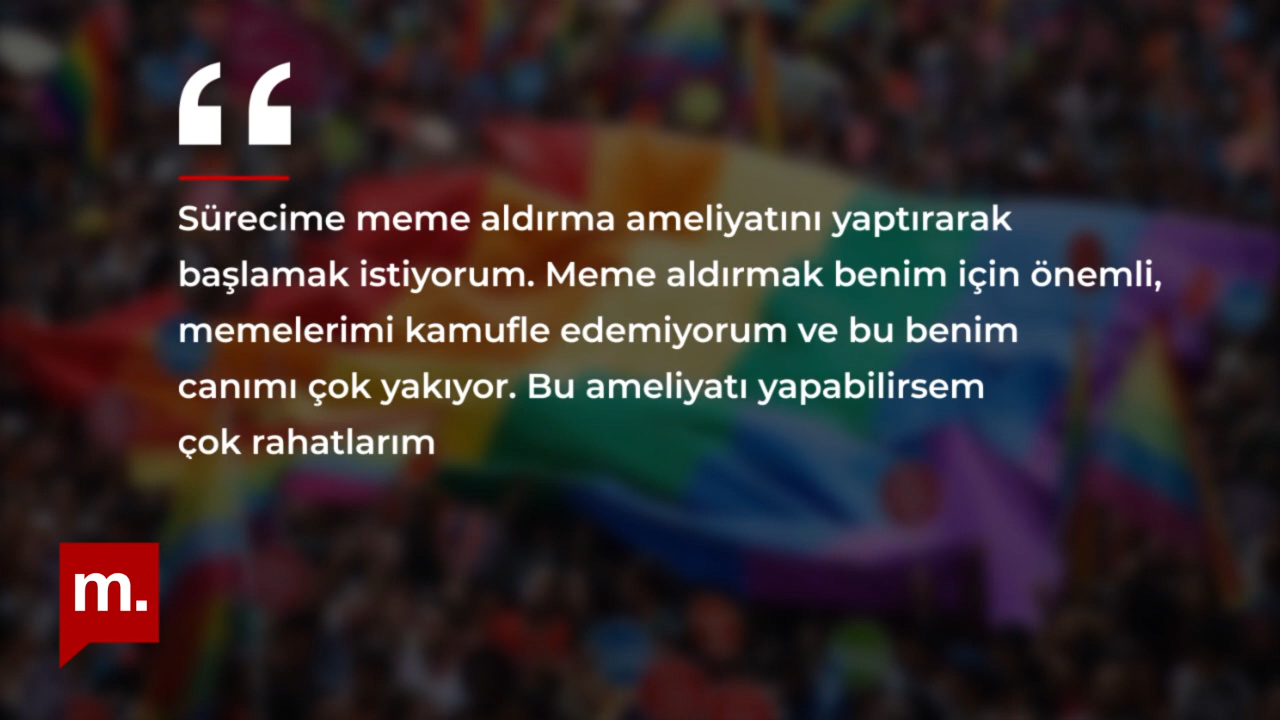 “
Sürecime meme aldırma ameliyatını yaptırarak
başlamak istiyorum. Meme aldırmak benim için önemli,
memelerimi kamufle edemiyorum ve bu benim
canımı çok yakıyor. Bu ameliyatı yapabilirsem
çok rahatlarım
m.